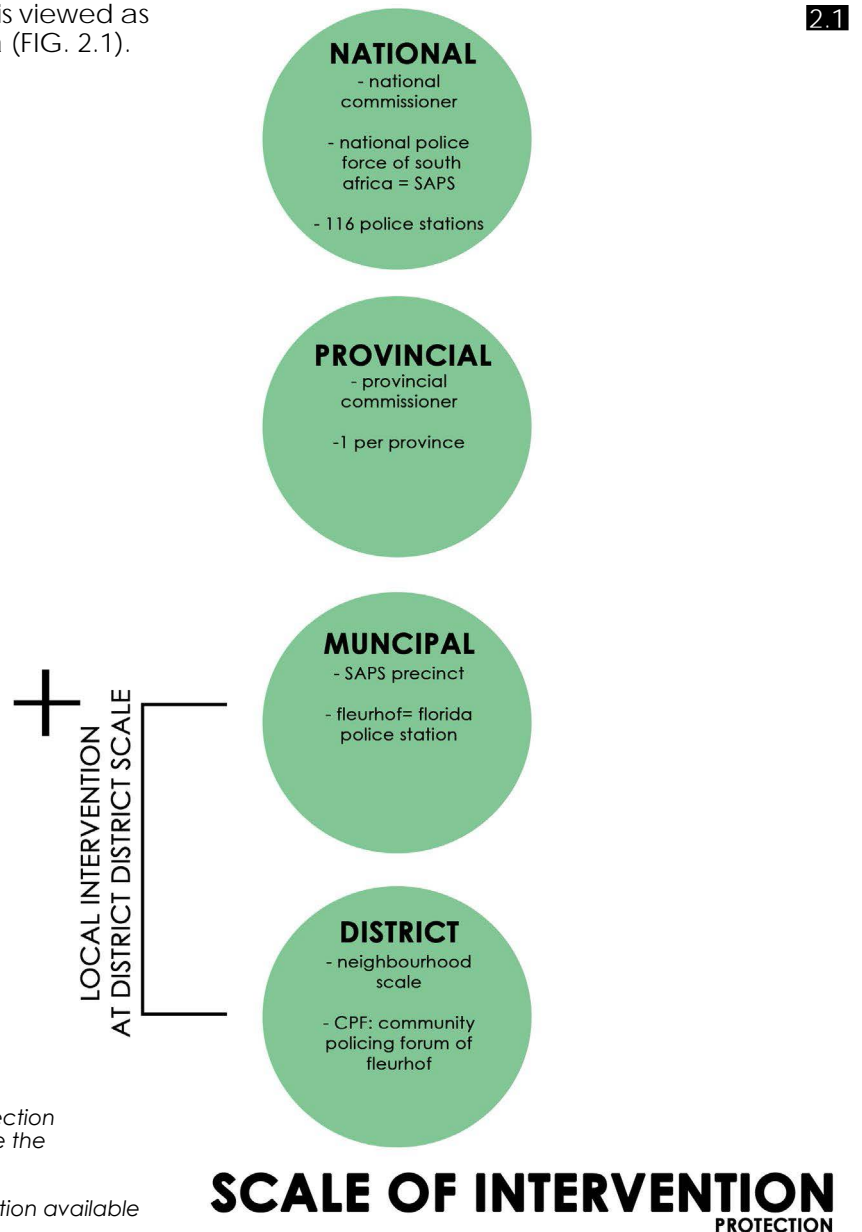 is viewed as
(FIG. 2.1).
2.1
NATIONAL
- national
commissioner
- national police
force of south
africa = SAPS
- 116 police stations
PROVINCIAL
- provincial
commissioner
-1 per province
MUNCIPAL
- SAPS precinct
- fleurhof= florida
police station
DISTRICT
- neighbourhood
scale
- CPF: community
policing forum of
fleurhof
+
LOCAL INTERVENTION
AT DISTRICT DISTRICT SCALE
ection
e the
tion available
SCALE OF INTERVENTION
PROTECTION